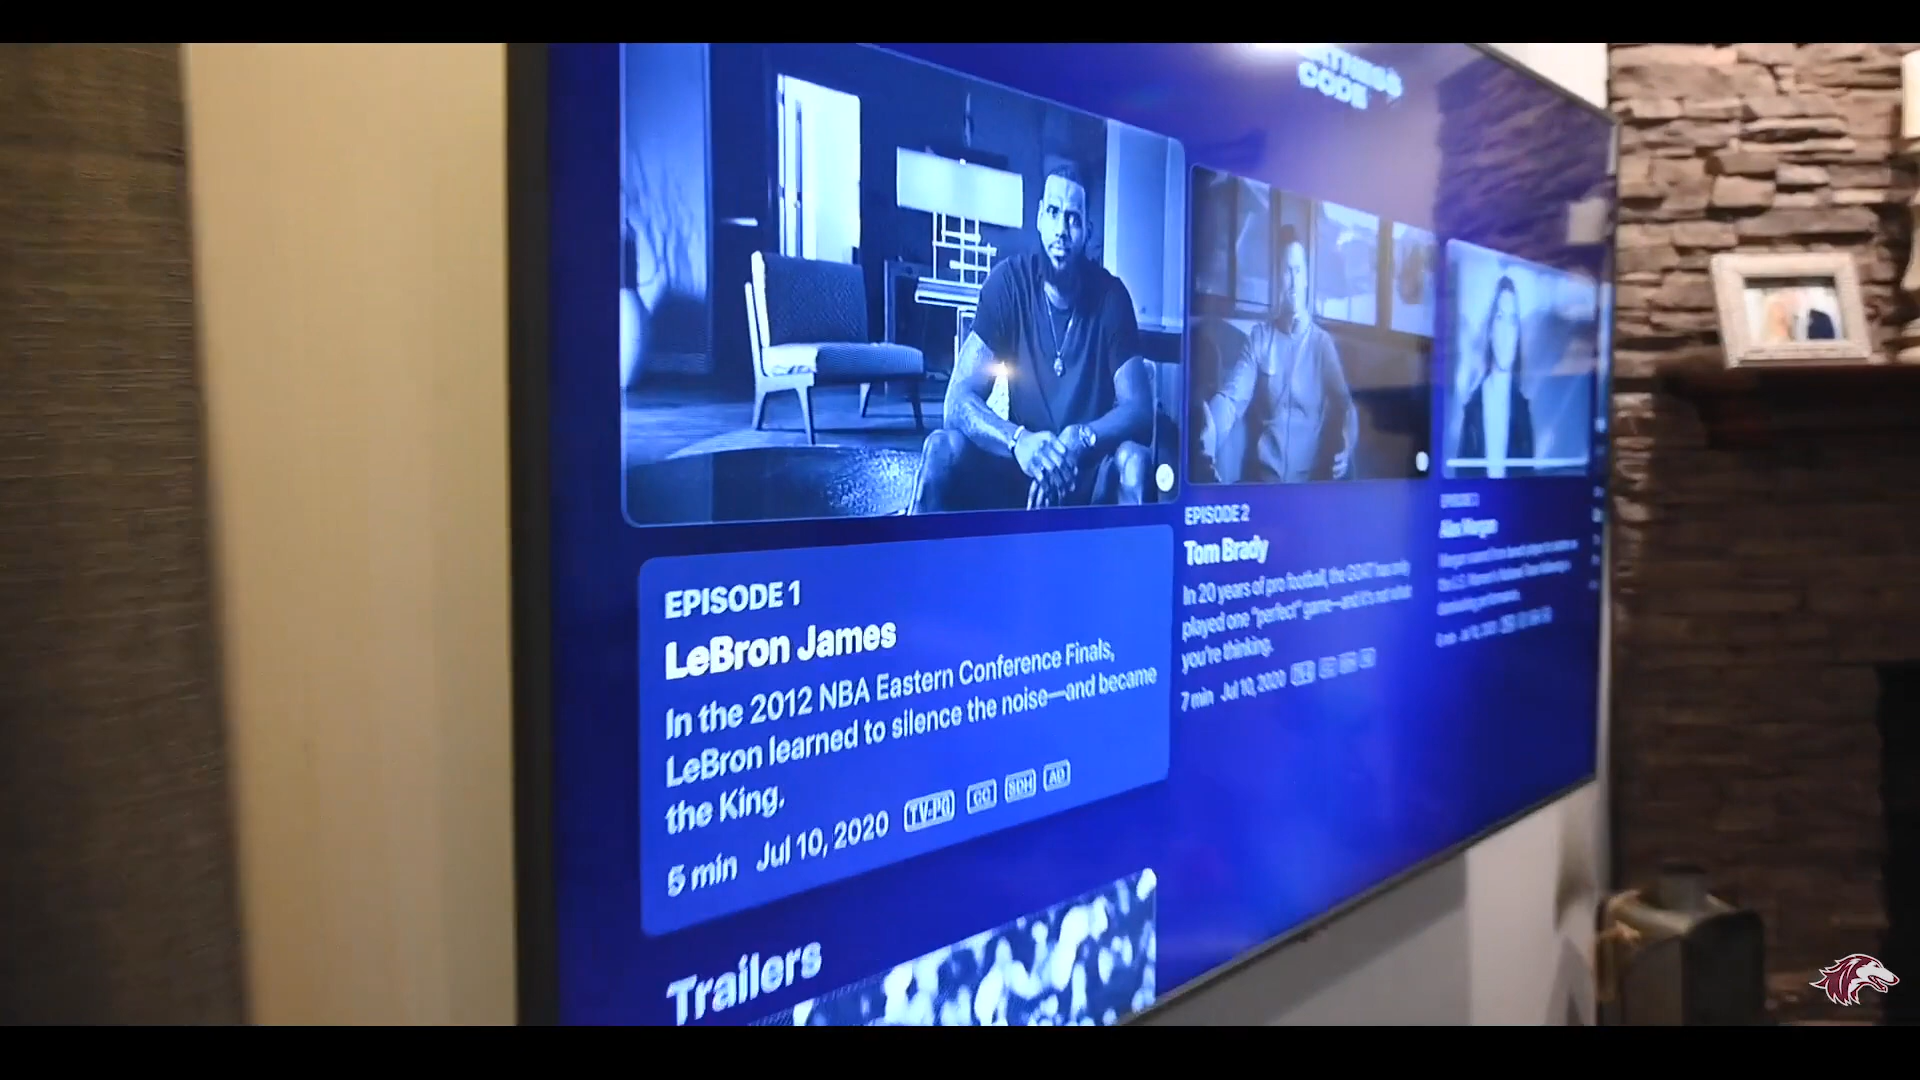 CODE
EPISODE 1
LeBron James
In the 2012 NBA Eastern Conference Finals,
LeBron learned to silence the noise—and became
the King.
5 min Jul 10, 2020 TV-PG CC SDH AD
EPISODE 2
Tom Brady
In 20 years of pro football, the GOAT has only
played one "perfect" game—and it's not what
you're thinking.
7 min Jul 10, 2020
Alex Morgan
Trailers